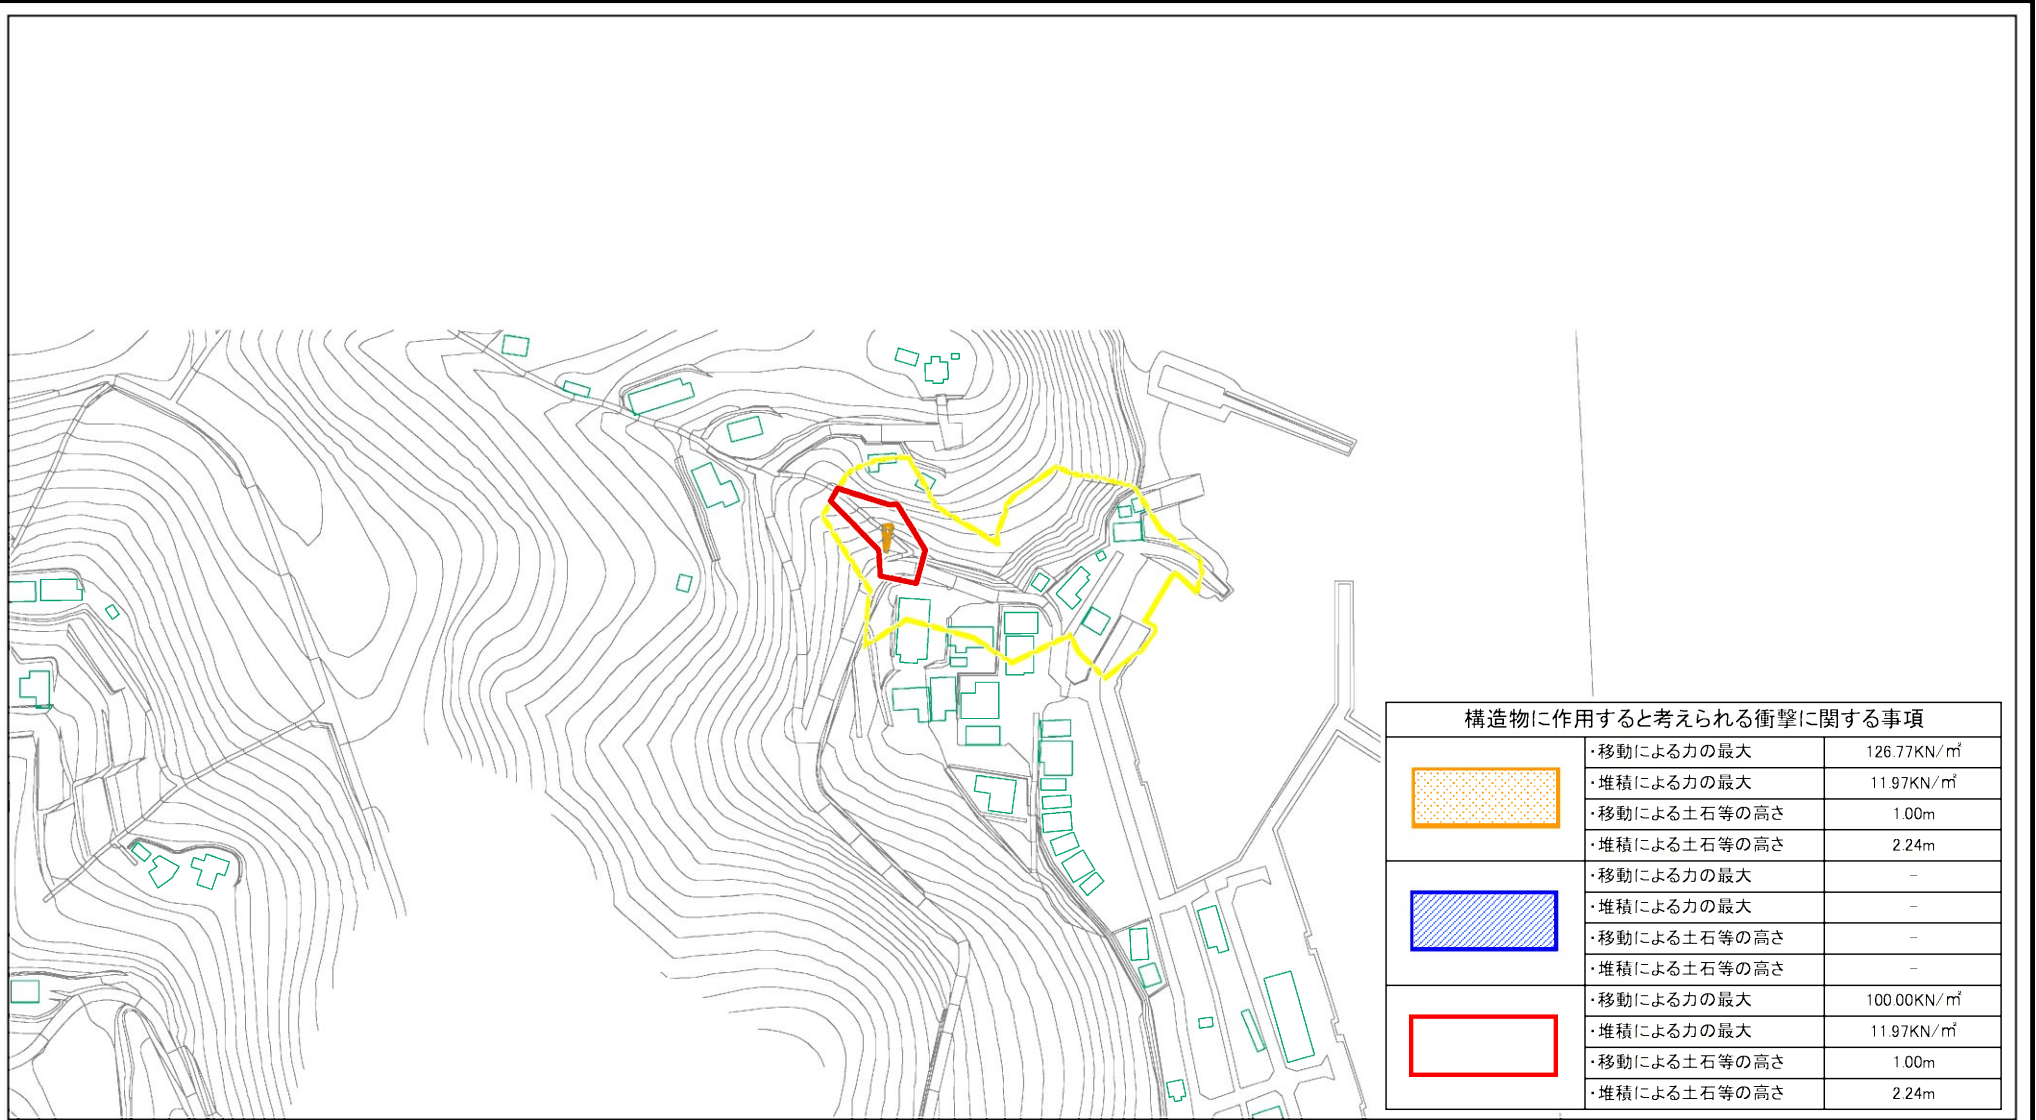 構造物に作用すると考えられる衝撃に関する事項
・移動による力の最大 126.77KN/㎡
・堆積による力の最大 11.97KN/㎡
・移動による土石等の高さ 1.00m
・堆積による土石等の高さ 2.24m
・移動による力の最大 −
・堆積による力の最大 −
・移動による土石等の高さ −
・堆積による土石等の高さ −
・移動による力の最大 100.00KN/㎡
・堆積による力の最大 11.97KN/㎡
・移動による土石等の高さ 1.00m
・堆積による土石等の高さ 2.24m